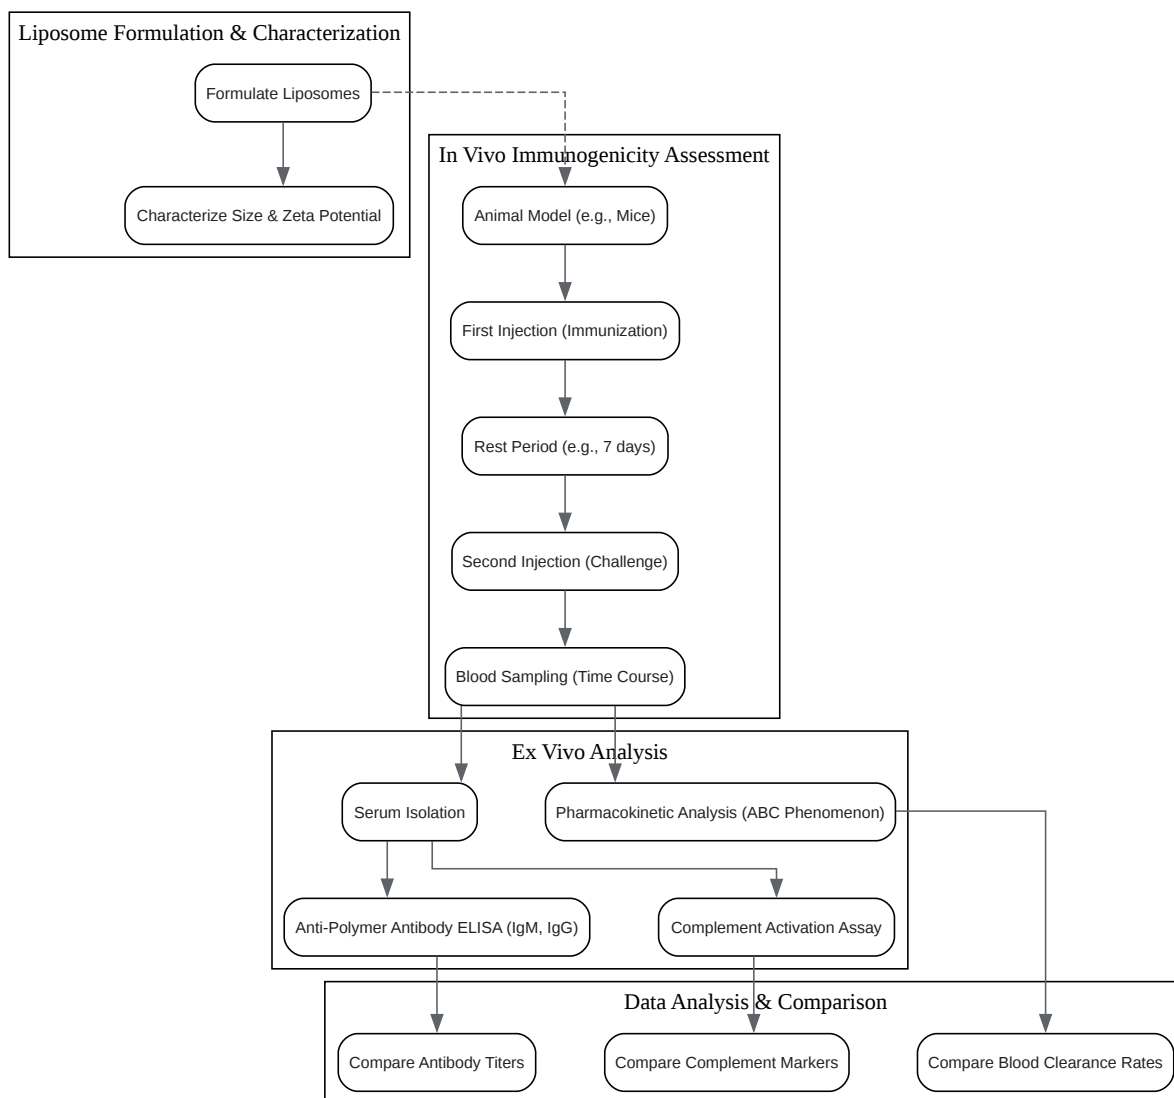 Liposome Formulation & Characterization
Formulate Liposomes
Characterize Size & Zeta Potential
In Vivo Immunogenicity Assessment
Animal Model (e.g., Mice)
First Injection (Immunization)
Rest Period (e.g., 7 days)
Second Injection (Challenge)
Blood Sampling (Time Course)
Ex Vivo Analysis
Serum Isolation
Pharmacokinetic Analysis (ABC Phenomenon)
Anti-Polymer Antibody ELISA (IgM, IgG)
Complement Activation Assay
Data Analysis & Comparison
Compare Antibody Titers
Compare Complement Markers
Compare Blood Clearance Rates